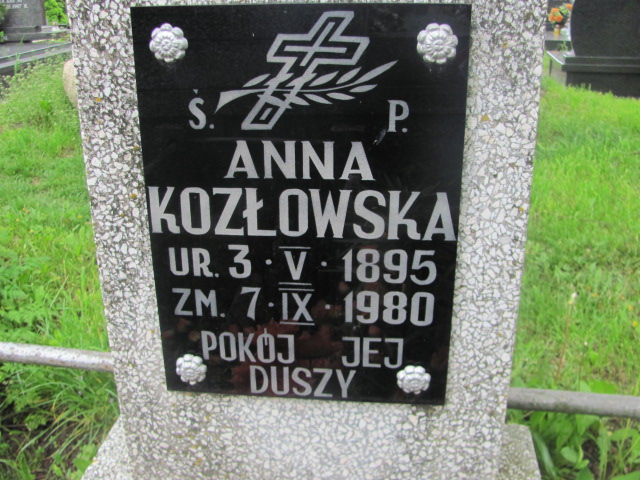 Ś. P.
ANNA
KOZŁOWSKA
UR. 3 · V · 1895
ZM. 7 · IX · 1980
POKÓJ JEJ
DUSZY